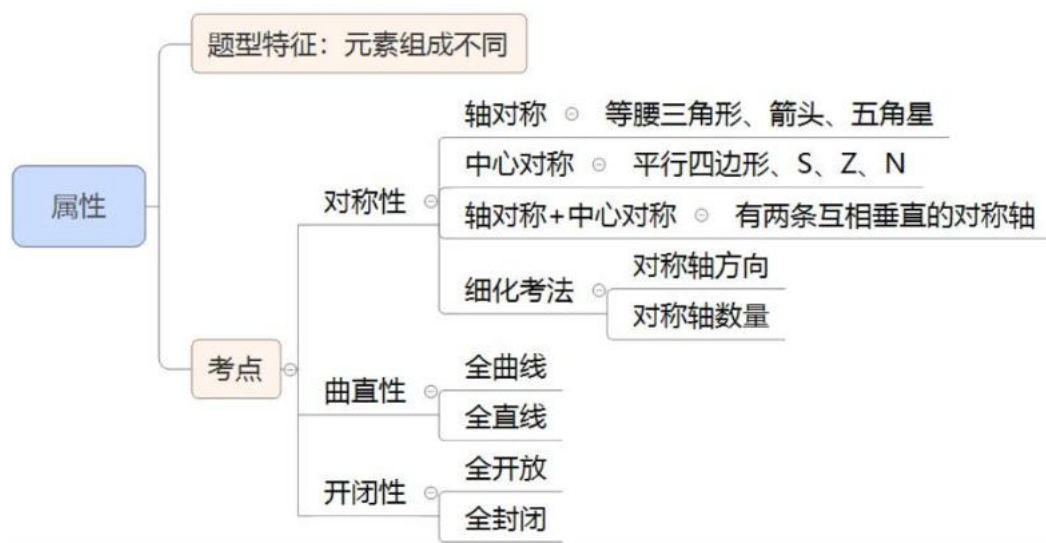 题型特征：元素组成不同
属性
考点
对称性
轴对称 等腰三角形、箭头、五角星
中心对称 平行四边形、S、Z、N
轴对称+中心对称 有两条互相垂直的对称轴
细化考法
对称轴方向
对称轴数量
曲直性
全曲线
全直线
开闭性
全开放
全封闭